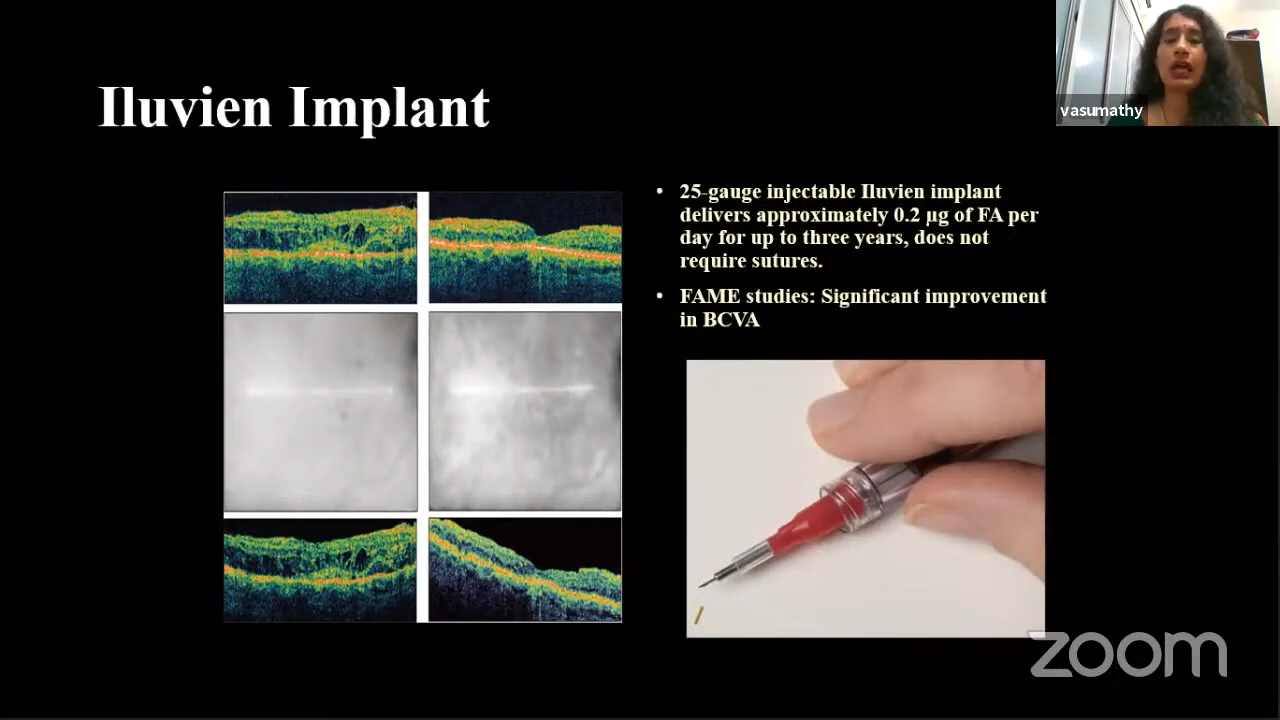 Iluvien Implant
vasumathy
• 25-gauge injectable Iluvien implant
delivers approximately 0.2 µg of FA per
day for up to three years, does not
require sutures.
• FAME studies: Significant improvement
in BCVA
zoom